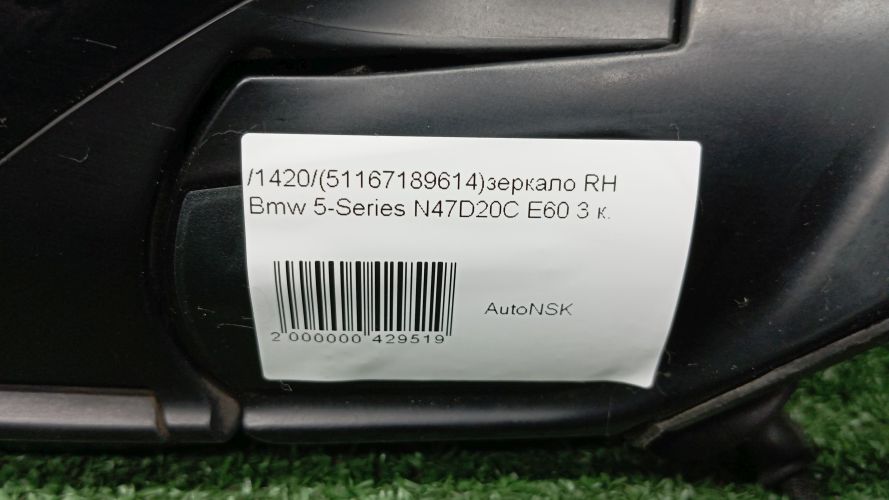 /1420/(51167189614)зеркало RH
Bmw 5-Series N47D20C E60 3 к.
AutoNSK
2 000000 429519